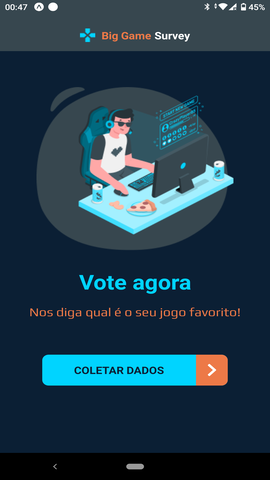 00:47
45%
Big Game Survey
Vote agora
Nos diga qual é o seu jogo favorito!
COLETAR DADOS